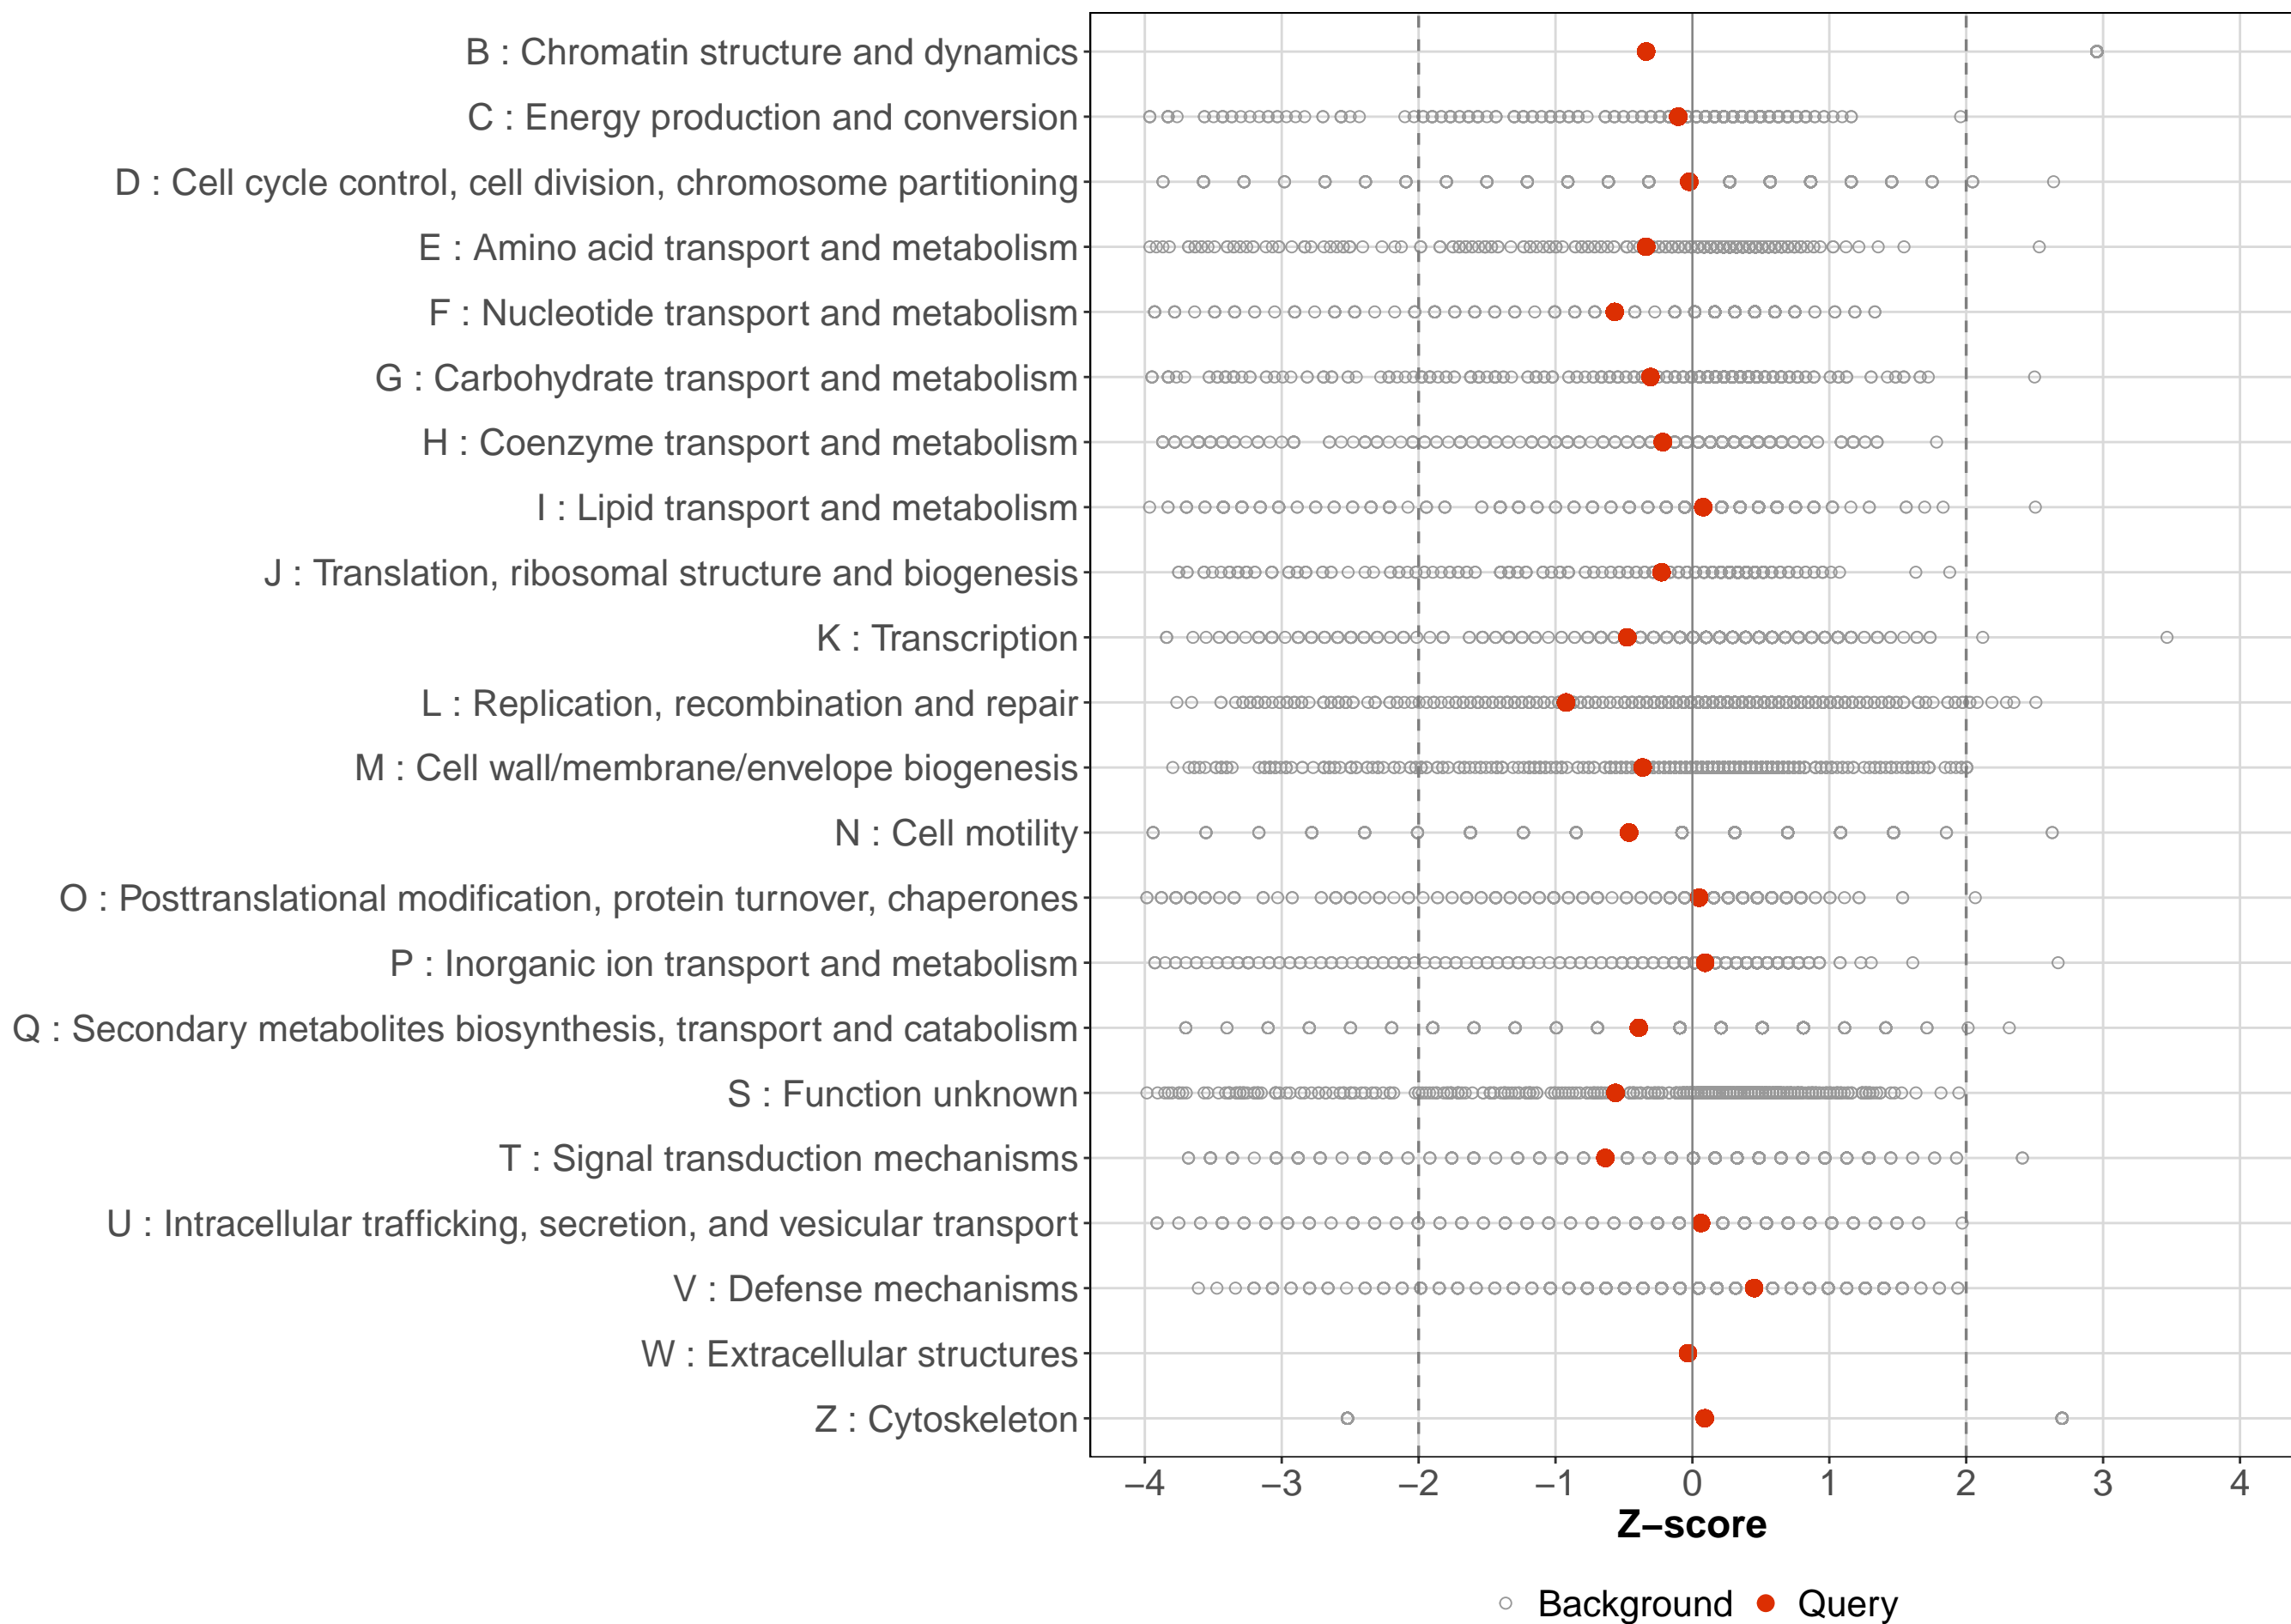 B : Chromatin structure and dynamics
C : Energy production and conversion
D : Cell cycle control, cell division, chromosome partitioning
E : Amino acid transport and metabolism
F : Nucleotide transport and metabolism
G : Carbohydrate transport and metabolism
H : Coenzyme transport and metabolism
I : Lipid transport and metabolism
J : Translation, ribosomal structure and biogenesis
K : Transcription
L : Replication, recombination and repair
M : Cell wall/membrane/envelope biogenesis
N : Cell motility
O : Posttranslational modification, protein turnover, chaperones
P : Inorganic ion transport and metabolism
Q : Secondary metabolites biosynthesis, transport and catabolism
S : Function unknown
T : Signal transduction mechanisms
U : Intracellular trafficking, secretion, and vesicular transport
V : Defense mechanisms
W : Extracellular structures
Z : Cytoskeleton
−4 −3 −2 −1 0 1 2 3 4
Z−score
Background Query